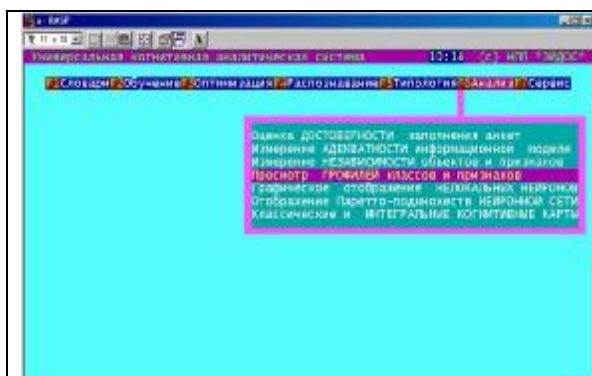 a-RASP
Универсальная когнитивная аналитическая система 10:14 (c) НПП "ЭЙДОС"
1Словари 2Обучение 3Оптимизация 4Распознавание 5Типология 6Анализ 7Сервис
Оценка ДОСТОВЕРНОСТИ заполнения анкет
Измерение АДЕКВАТНОСТИ информационной модели
Измерение НЕЗАВИСИМОСТИ объектов и признаков
Просмотр ПРОФИЛЕЙ классов и признаков
Графическое отображение НЕЛОКАЛЬНЫХ НЕЙРОНОВ
Отображение Паретто-подмножеств НЕЙРОННОЙ СЕТИ
Классические и ИНТЕГРАЛЬНЫЕ КОГНИТИВНЫЕ КАРТЫ